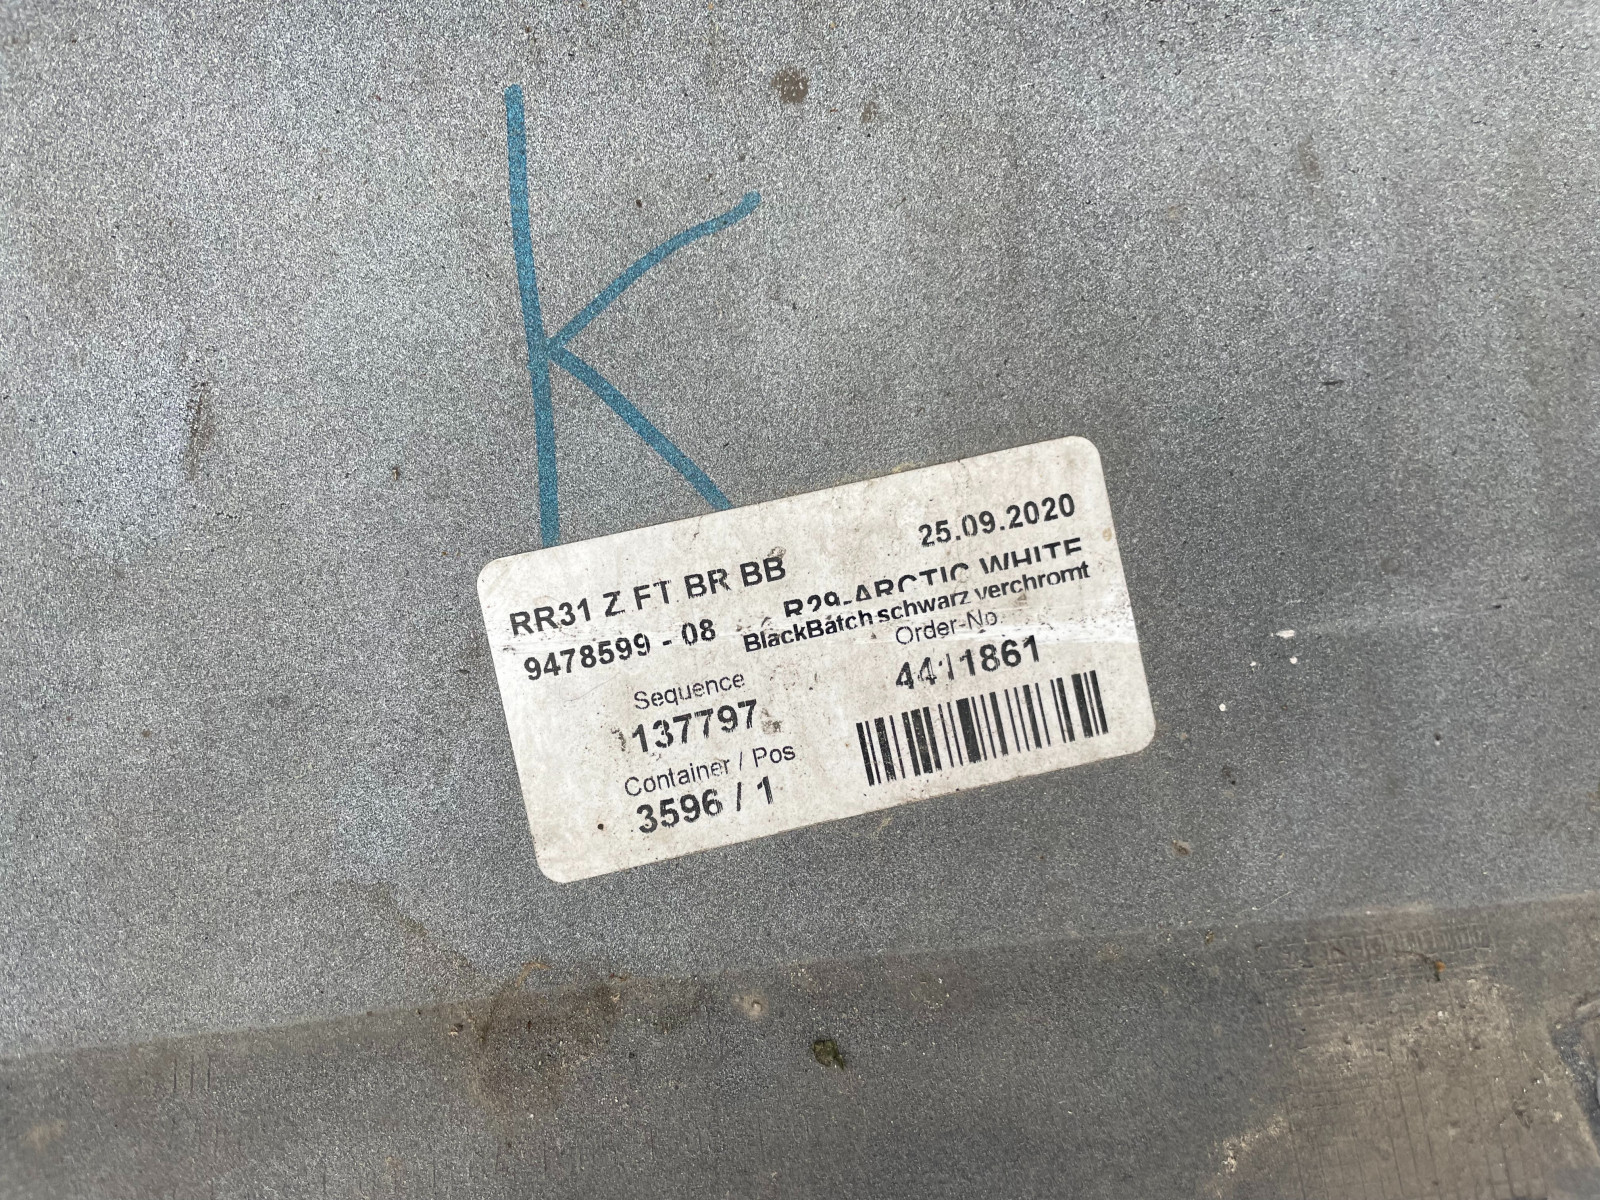 K
25.09.2020
RR31 Z FT BR BB
R29-ARCTIC WHITE
9478599 - 08
BlackBatch schwarz verchromt
Order-No
Sequence
4411861
137797
Container / Pos
3596 / 1